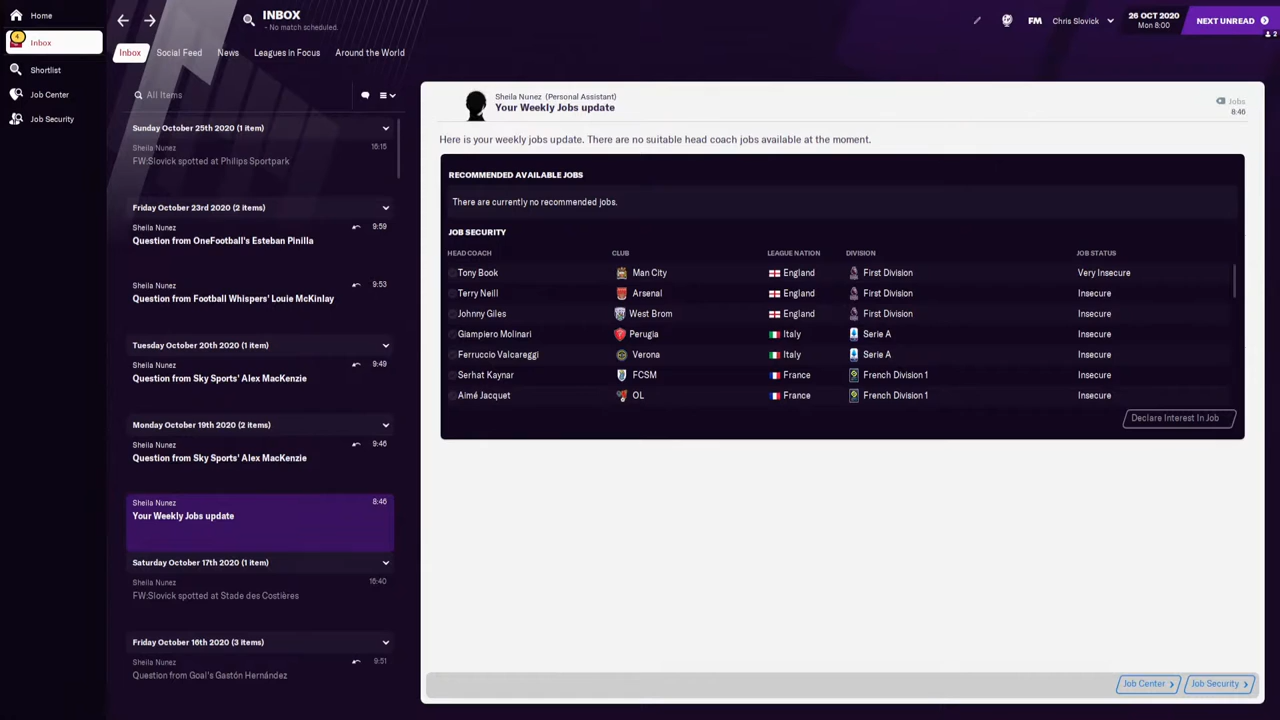 Home
4
Inbox
Shortlist
Job Center
Job Security
INBOX
- No match scheduled.
FM
Chris Slovick
26 OCT 2020
Mon 8:00
NEXT UNREAD
2
Inbox
Social Feed
News
Leagues in Focus
Around the World
All Items
Sunday October 25th 2020 (1 item)
Sheila Nunez 16:15
FW:Slovick spotted at Philips Sportpark
Friday October 23rd 2020 (2 items)
Sheila Nunez 9:59
Question from OneFootball's Esteban Pinilla
Sheila Nunez 9:53
Question from Football Whispers' Louie McKinlay
Tuesday October 20th 2020 (1 item)
Sheila Nunez 9:49
Question from Sky Sports' Alex MacKenzie
Monday October 19th 2020 (2 items)
Sheila Nunez 9:46
Question from Sky Sports' Alex MacKenzie
Sheila Nunez 8:46
Your Weekly Jobs update
Saturday October 17th 2020 (1 item)
Sheila Nunez 16:40
FW:Slovick spotted at Stade des Costières
Friday October 16th 2020 (3 items)
Sheila Nunez 9:51
Question from Goal's Gastón Hernández
Sheila Nunez (Personal Assistant)
Your Weekly Jobs update
Jobs
8:46
Here is your weekly jobs update. There are no suitable head coach jobs available at the moment.
RECOMMENDED AVAILABLE JOBS
There are currently no recommended jobs.
JOB SECURITY
HEAD COACH CLUB LEAGUE NATION DIVISION JOB STATUS
Tony Book Man City England First Division Very Insecure
Terry Neill Arsenal England First Division Insecure
Johnny Giles West Brom England First Division Insecure
Giampiero Molinari Perugia Italy Serie A Insecure
Ferruccio Valcareggi Verona Italy Serie A Insecure
Serhat Kaynar FCSM France French Division 1 Insecure
Aimé Jacquet OL France French Division 1 Insecure
Declare Interest In Job
Job Center
Job Security